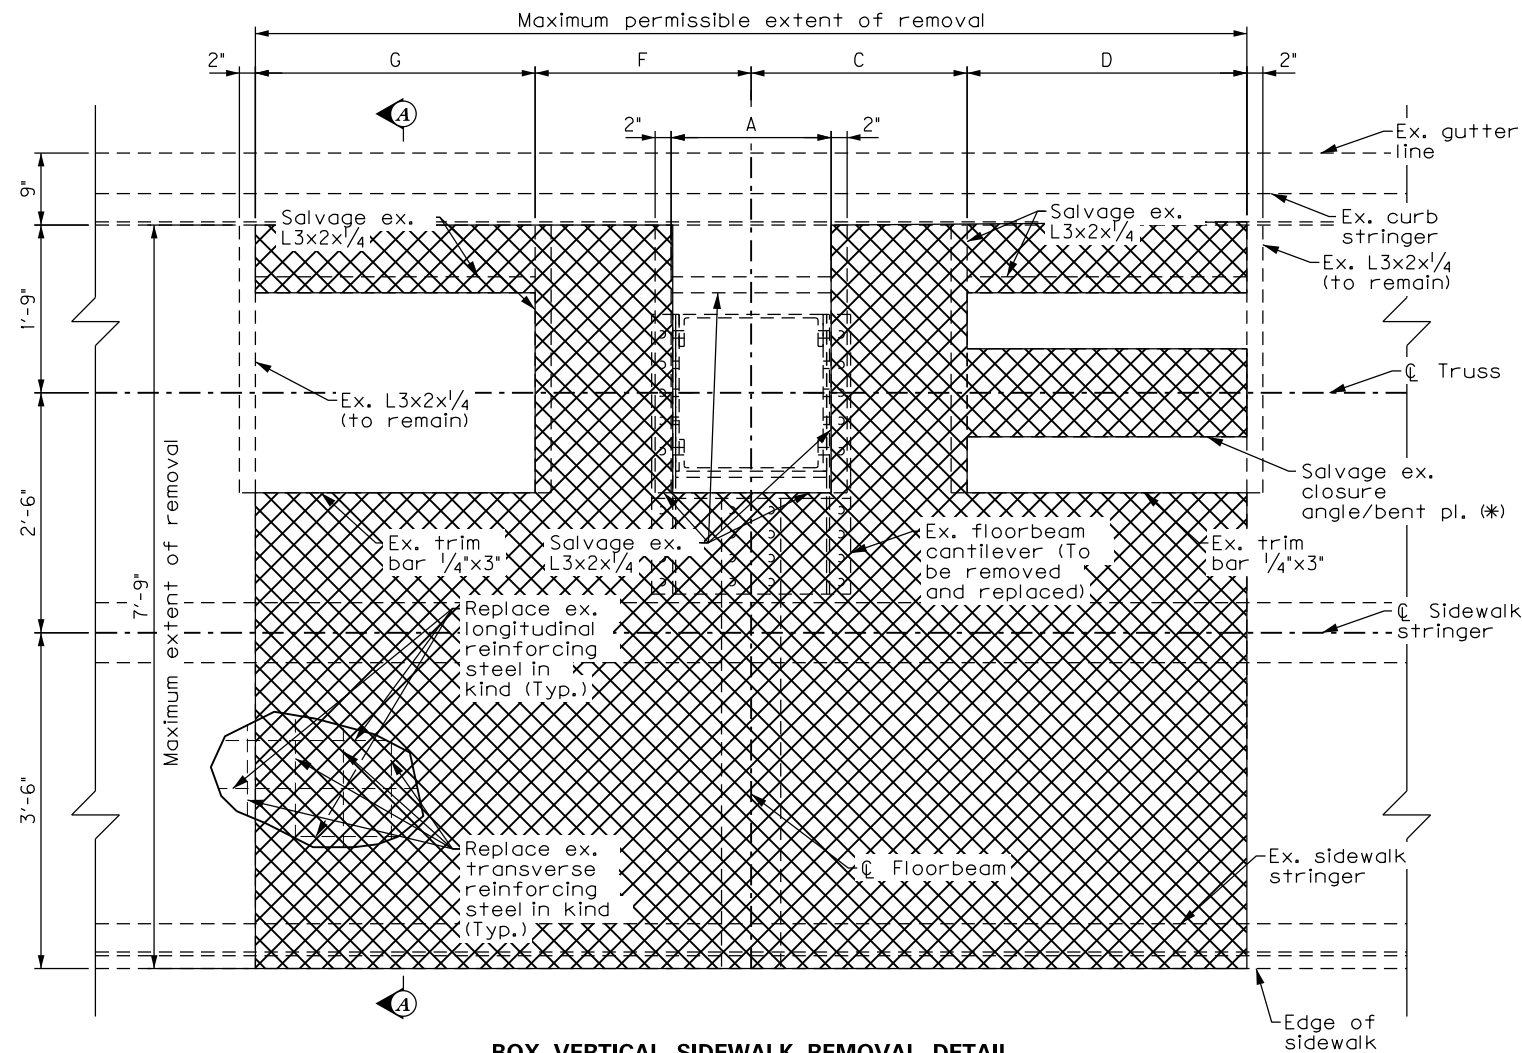 Maximum permissible extent of removal
2" G F C D 2"
A
2" A 2"
Ex. gutter
line
9"
Salvage ex.
L3x2x1/4
Salvage ex.
L3x2x1/4
Ex. curb
stringer
Ex. L3x2x1/4
(to remain)
1'-9"
℄ Truss
Ex. L3x2x1/4
(to remain)
Maximum extent of removal
7'-9"
2'-6"
Salvage ex.
closure
angle/bent pl. (*)
Ex. trim
bar 1/4"x3"
Salvage ex.
L3x2x1/4
Ex. floorbeam
cantilever (To
be removed
and replaced)
Ex. trim
bar 1/4"x3"
Replace ex.
longitudinal
reinforcing
steel in
kind (Typ.)
℄ Sidewalk
stringer
3'-6"
Replace ex.
transverse
reinforcing
steel in kind
(Typ.)
℄ Floorbeam
Ex. sidewalk
stringer
A
Edge of
sidewalk
BOX VERTICAL SIDEWALK REMOVAL DETAIL